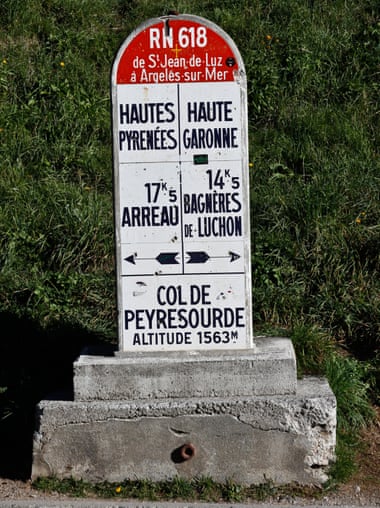 RN 618
de St Jean-de-Luz
à Argelès-sur-Mer
HAUTES
PYRENÉES
HAUTE
GARONNE
17K5
ARREAU
14K5
BAGNÈRES
DE LUCHON
COL DE
PEYRESOURDE
ALTITUDE 1563M